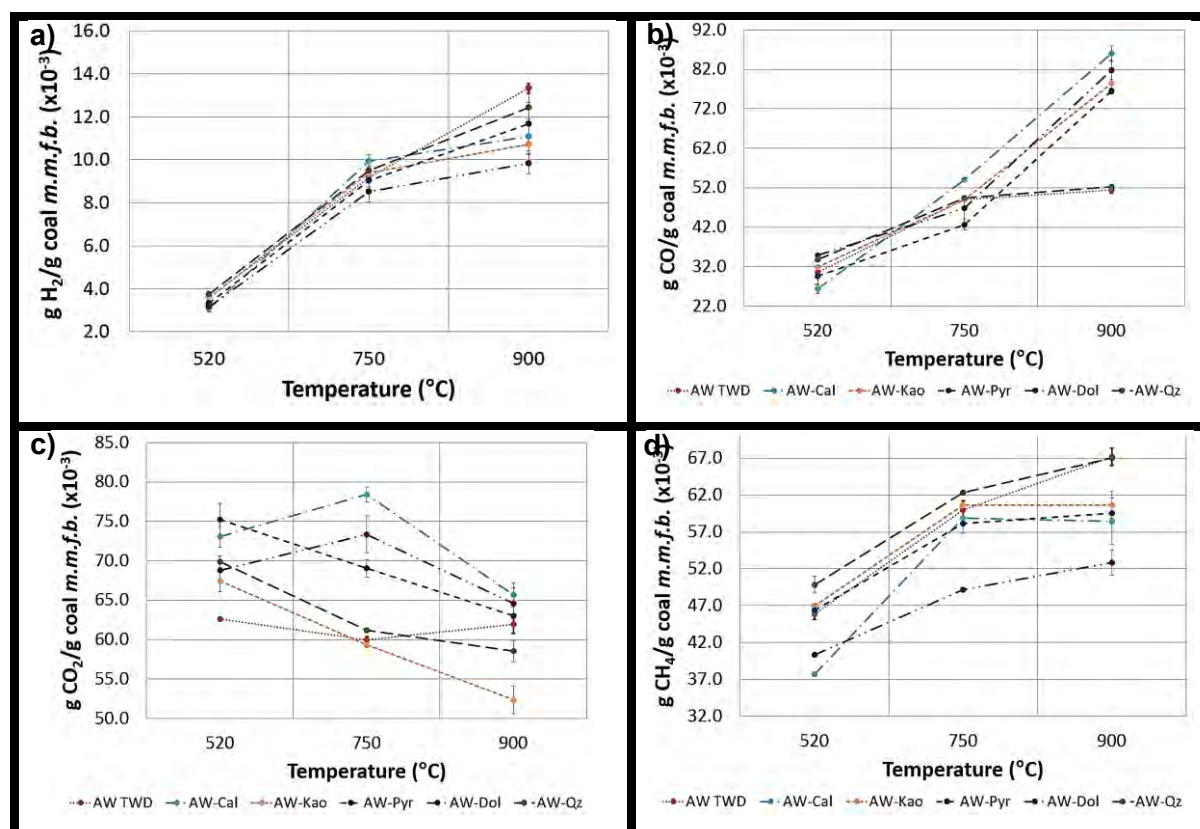 a)
g H₂/g coal m.m.f.b. (x10⁻³)
16.0
14.0
12.0
10.0
8.0
6.0
4.0
2.0
520 750 900
Temperature (°C)
b)
g CO/g coal m.m.f.b. (x10⁻³)
92.0
82.0
72.0
62.0
52.0
42.0
32.0
22.0
520 750 900
Temperature (°C)
AW TWD AW-Cal AW-Kao AW-Pyr AW-Dol AW-Qz
c)
g CO₂/g coal m.m.f.b. (x10⁻³)
85.0
80.0
75.0
70.0
65.0
60.0
55.0
50.0
520 750 900
Temperature (°C)
AW TWD AW-Cal AW-Kao AW-Pyr AW-Dol AW-Qz
d)
g CH₄/g coal m.m.f.b. (x10⁻³)
67.0
62.0
57.0
52.0
47.0
42.0
37.0
32.0
520 750 900
Temperature (°C)
AW TWD AW-Cal AW-Kao AW-Pyr AW-Dol AW-Qz